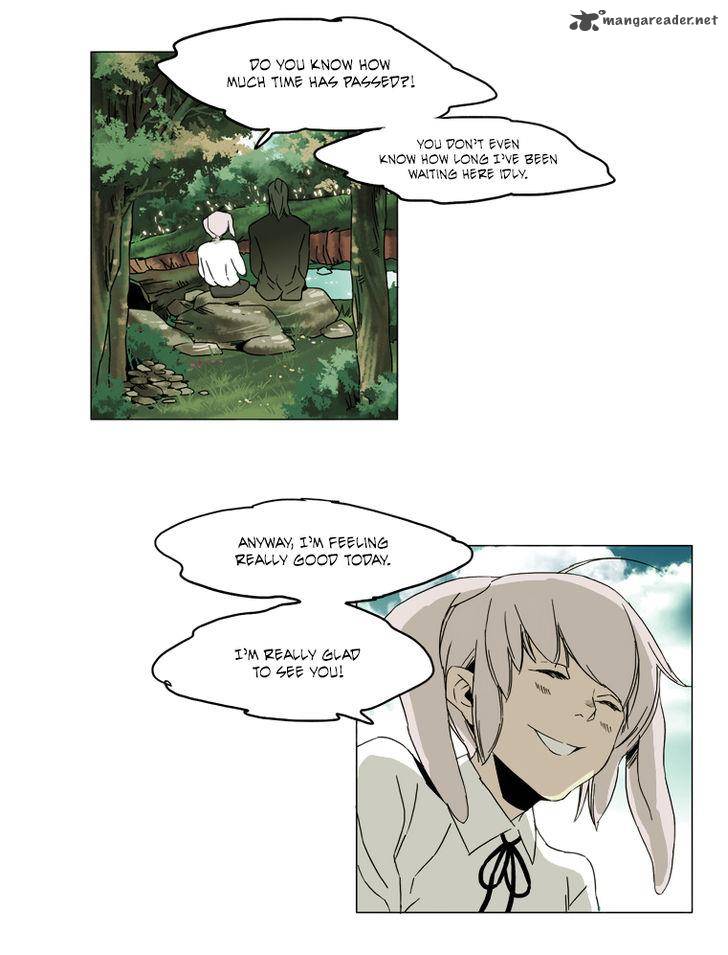 mangareader.net
DO YOU KNOW HOW
MUCH TIME HAS PASSED?!
YOU DON'T EVEN
KNOW HOW LONG I'VE BEEN
WAITING HERE IDLY.
ANYWAY, I'M FEELING
REALLY GOOD TODAY.
I'M REALLY GLAD
TO SEE YOU!